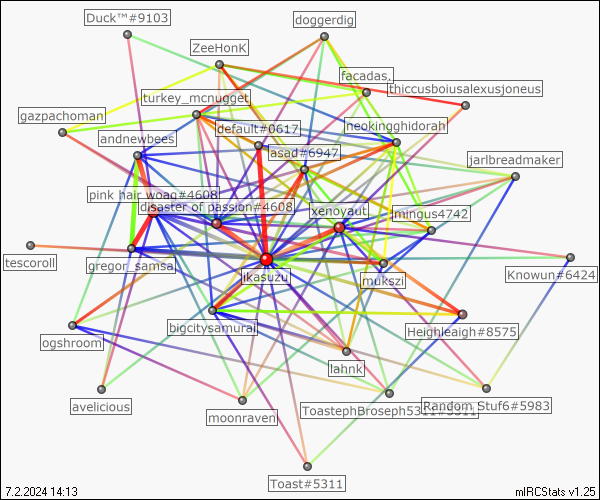 Duck™#9103
doggerdig
ZeeHonK
facadas.
thiccusboiusalexusjoneus
turkey_mcnugget
gazpachoman
default#0617
neokingghidorah
andnewbees
asad#6947
jarlbreadmaker
pink hair woag#4608
disaster of passion#4608
xenoyaut
mingus4742
tescoroll
gregor_samsa
ikasuzu
mukszi
Knowun#6424
bigcitysamurai
Heighleaigh#8575
ogshroom
lahnk
avelicious
moonraven
ToastephBroseph5311#5311
Random_Stuf6#5983
Toast#5311
7.2.2024 14:13
mIRCStats v1.25